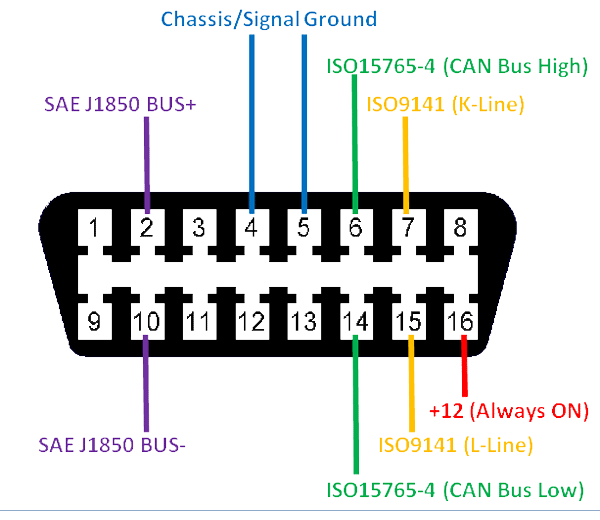 Chassis/Signal Ground
ISO15765-4 (CAN Bus High)
SAE J1850 BUS+
ISO9141 (K-Line)
1 2 3 4 5 6 7 8
9 10 11 12 13 14 15 16
+12 (Always ON)
SAE J1850 BUS-
ISO9141 (L-Line)
ISO15765-4 (CAN Bus Low)